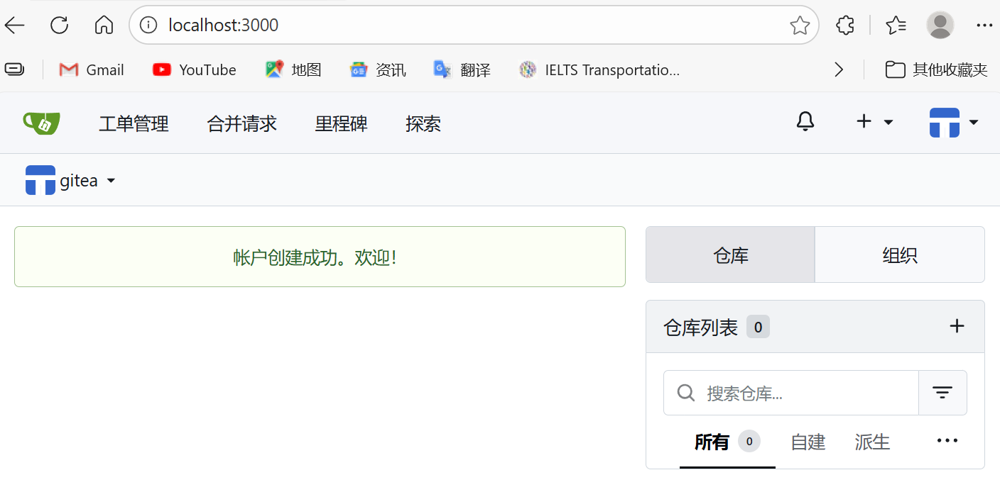 localhost:3000
Gmail YouTube 地图 资讯 翻译 IELTS Transportatio... 其他收藏夹
工单管理 合并请求 里程碑 探索
gitea
帐户创建成功。欢迎！
仓库 组织
仓库列表 0
搜索仓库...
所有 0 自建 派生